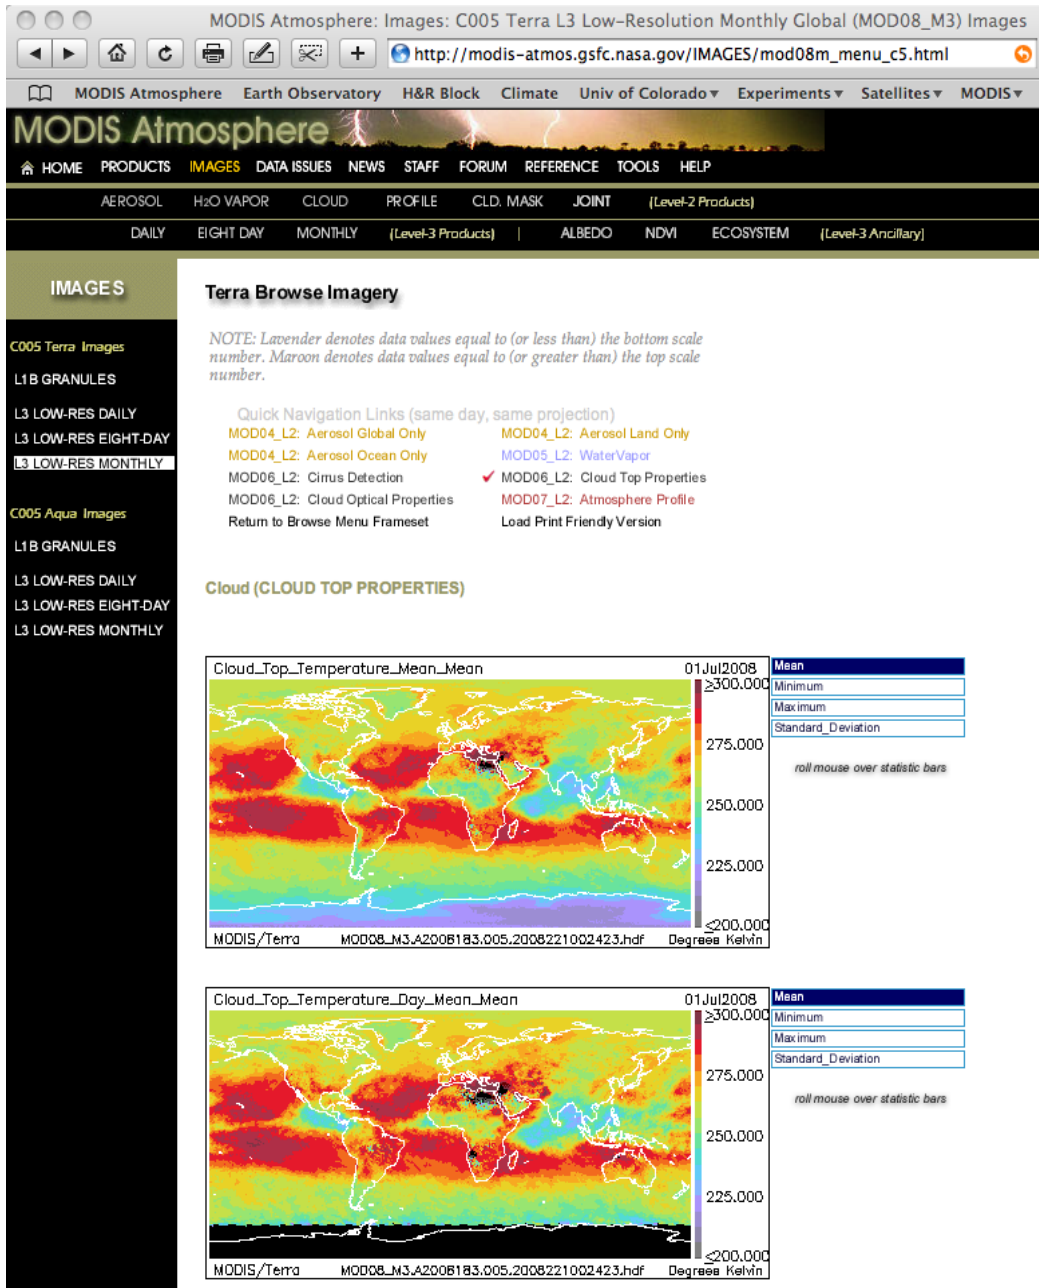 MODIS Atmosphere: Images: C005 Terra L3 Low-Resolution Monthly Global (MOD08_M3) Images
http://modis-atmos.gsfc.nasa.gov/IMAGES/mod08m_menu_c5.html
MODIS Atmosphere Earth Observatory H&R Block Climate Univ of Colorado▾ Experiments▾ Satellites▾ MODIS▾
MODIS Atmosphere
HOME PRODUCTS IMAGES DATA ISSUES NEWS STAFF FORUM REFERENCE TOOLS HELP
AEROSOL H2O VAPOR CLOUD PROFILE CLD. MASK JOINT (Level-2 Products)
DAILY EIGHT DAY MONTHLY (Level-3 Products) | ALBEDO NDVI ECOSYSTEM (Level-3 Ancillary)
IMAGES
C005 Terra Images
L1B GRANULES
L3 LOW-RES DAILY
L3 LOW-RES EIGHT-DAY
L3 LOW-RES MONTHLY
C005 Aqua Images
L1B GRANULES
L3 LOW-RES DAILY
L3 LOW-RES EIGHT-DAY
L3 LOW-RES MONTHLY
Terra Browse Imagery
NOTE: Lavender denotes data values equal to (or less than) the bottom scale
number. Maroon denotes data values equal to (or greater than) the top scale
number.
Quick Navigation Links (same day, same projection)
MOD04_L2: Aerosol Global Only MOD04_L2: Aerosol Land Only
MOD04_L2: Aerosol Ocean Only MOD05_L2: WaterVapor
MOD06_L2: Cirrus Detection ✓ MOD06_L2: Cloud Top Properties
MOD06_L2: Cloud Optical Properties MOD07_L2: Atmosphere Profile
Return to Browse Menu Frameset Load Print Friendly Version
Cloud (CLOUD TOP PROPERTIES)
Cloud_Top_Temperature_Mean_Mean 01Jul2008
≥300.000
275.000
250.000
225.000
≤200.000
MODIS/Terra MOD08_M3.A2008183.005.2008221002423.hdf Degrees Kelvin
Mean
Minimum
Maximum
Standard_Deviation
roll mouse over statistic bars
Cloud_Top_Temperature_Day_Mean_Mean 01Jul2008
≥300.000
275.000
250.000
225.000
≤200.000
MODIS/Terra MOD08_M3.A2008183.005.2008221002423.hdf Degrees Kelvin
Mean
Minimum
Maximum
Standard_Deviation
roll mouse over statistic bars